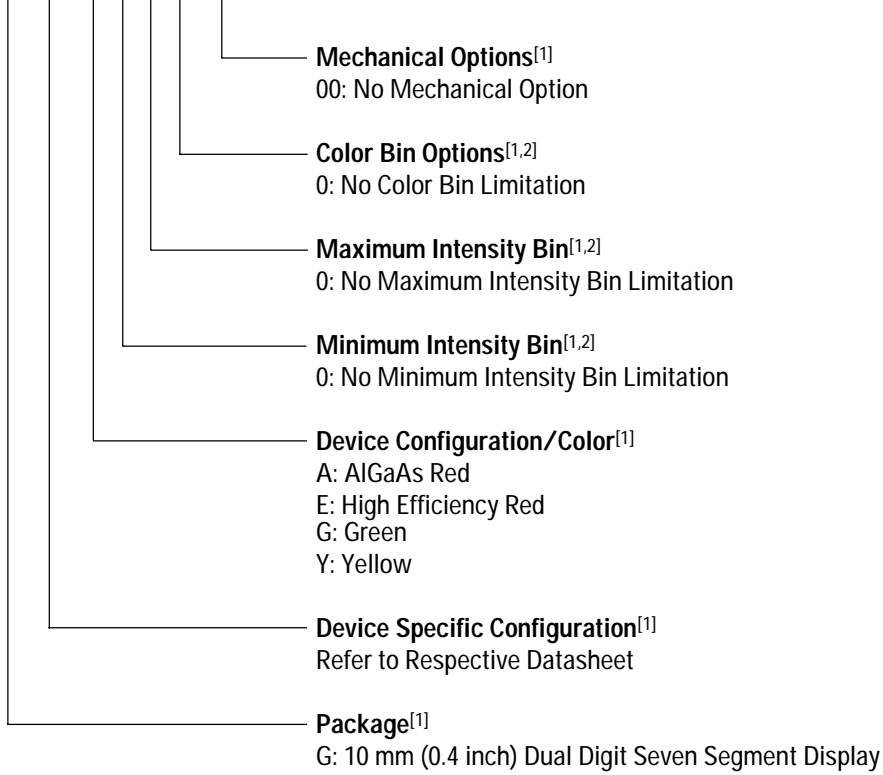 Mechanical Options[1]
00: No Mechanical Option
Color Bin Options[1,2]
0: No Color Bin Limitation
Maximum Intensity Bin[1,2]
0: No Maximum Intensity Bin Limitation
Minimum Intensity Bin[1,2]
0: No Minimum Intensity Bin Limitation
Device Configuration/Color[1]
A: AlGaAs Red
E: High Efficiency Red
G: Green
Y: Yellow
Device Specific Configuration[1]
Refer to Respective Datasheet
Package[1]
G: 10 mm (0.4 inch) Dual Digit Seven Segment Display